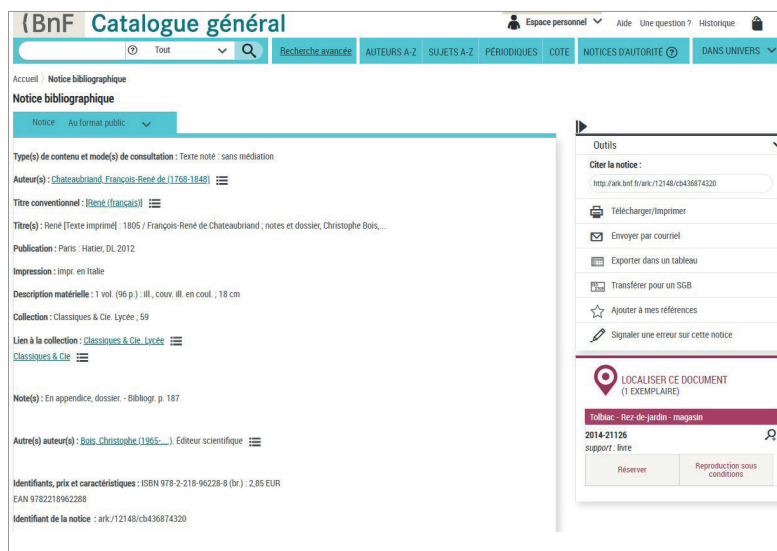 {BnF Catalogue général
Espace personnel Aide Une question ? Historique
Tout Recherche avancée AUTEURS A-Z SUJETS A-Z PÉRIODIQUES COTE NOTICES D'AUTORITÉ ? DANS UNIVERS
Accueil Notice bibliographique
Notice bibliographique
Notice Au format public
Type(s) de contenu et mode(s) de consultation : Texte noté : sans médiation
Auteur(s) : Chateaubriand, François-René de (1768-1848)
Titre conventionnel : [René (français)]
Titre(s) : René [Texte imprimé] : 1805 / François-René de Chateaubriand ; notes et dossier, Christophe Bois,...
Publication : Paris : Hatier, DL 2012
Impression : impr. en Italie
Description matérielle : 1 vol. (96 p.) : ill., couv. ill. en coul. ; 18 cm
Collection : Classiques & Cie. Lycée ; 59
Lien à la collection : Classiques & Cie. Lycée
Classiques & Cie
Note(s) : En appendice, dossier. - Bibliogr. p. 187
Autre(s) auteur(s) : Bois, Christophe (1965-....). Éditeur scientifique
Identifiants, prix et caractéristiques : ISBN 978-2-218-96228-8 (br.) : 2,85 EUR
EAN 9782218962288
Identifiant de la notice : ark:/12148/cb436874320
Outils
Citer la notice :
http://ark.bnf.fr/ark:/12148/cb436874320
Télécharger/Imprimer
Envoyer par courriel
Exporter dans un tableau
Transférer pour un SGB
Ajouter à mes références
Signaler une erreur sur cette notice
LOCALISER CE DOCUMENT
(1 EXEMPLAIRE)
Tolbiac - Rez-de-jardin - magasin
2014-21126
support : livre
Réserver
Reproduction sous
conditions